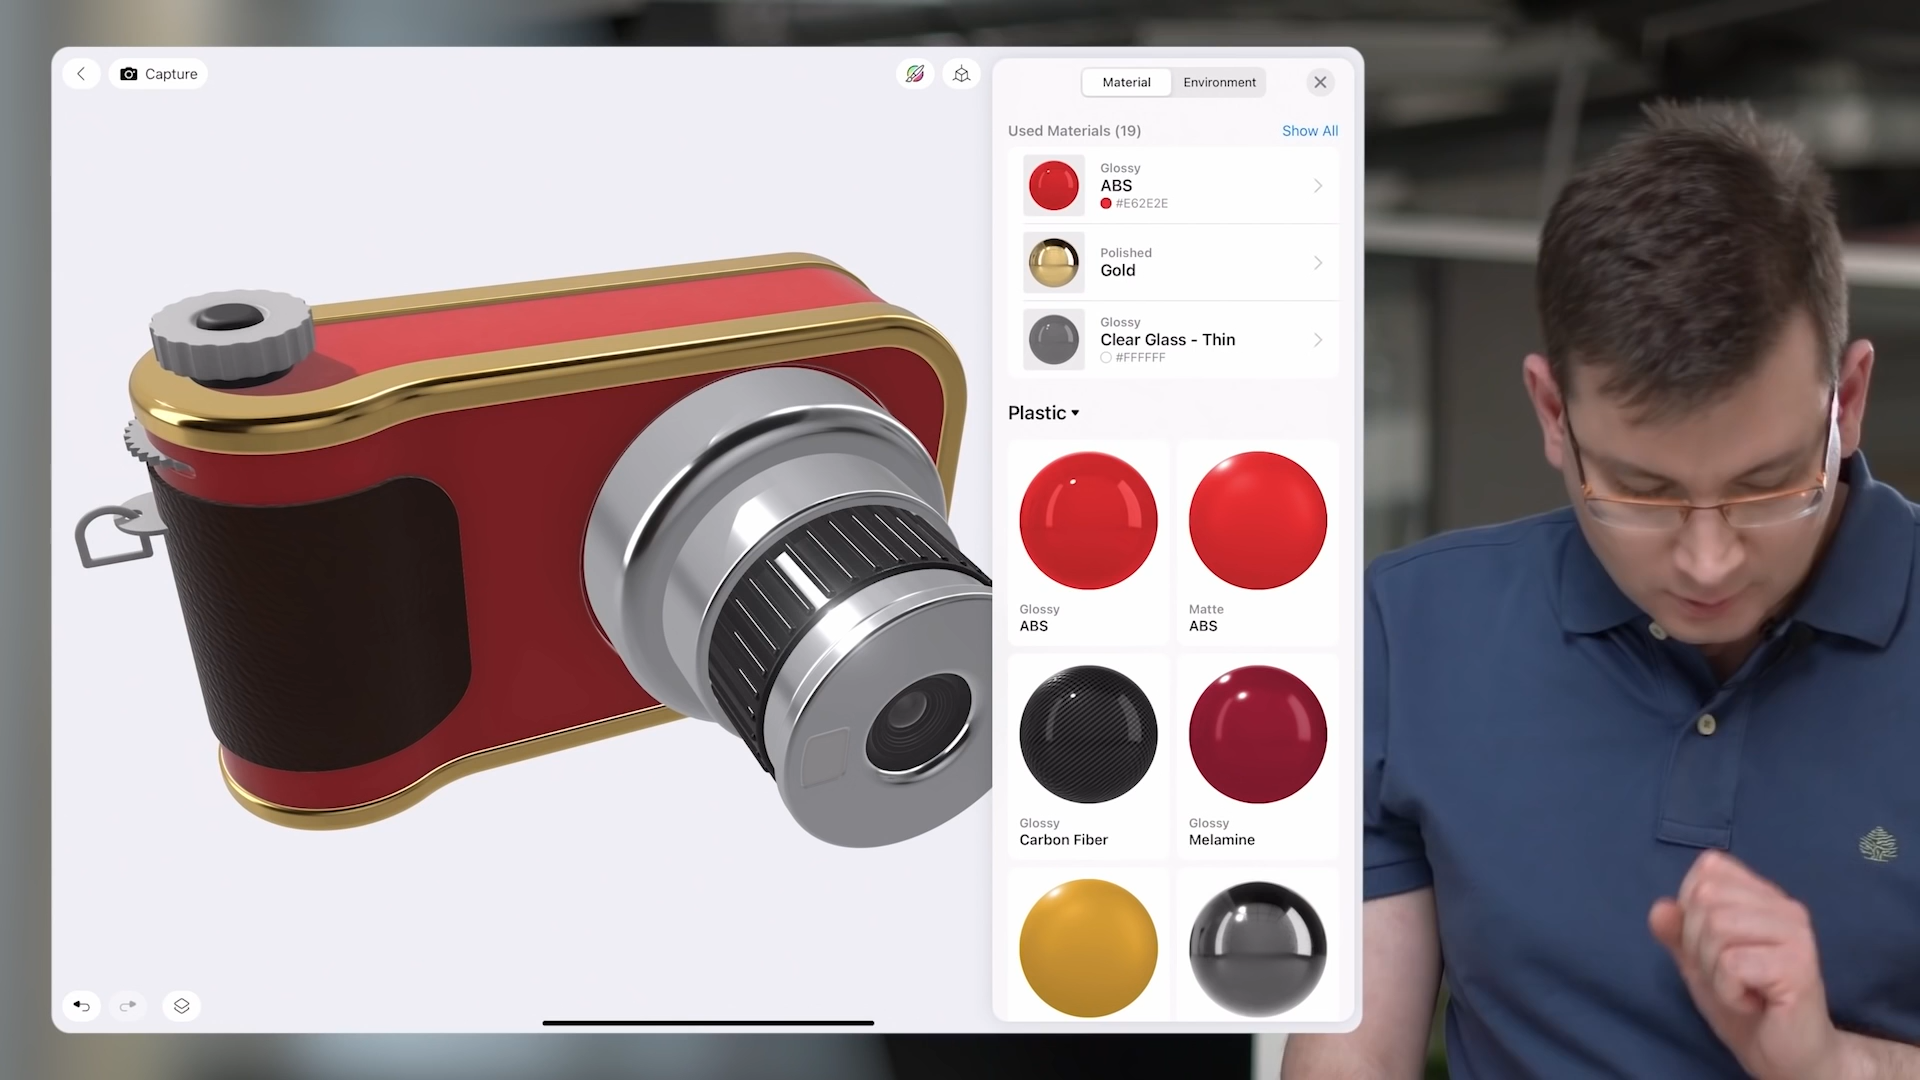 Capture
Material
Environment
Used Materials (19)
Show All
Glossy
ABS
#E62E2E
Polished
Gold
Glossy
Clear Glass - Thin
#FFFFFF
Plastic
Glossy
ABS
Matte
ABS
Glossy
Carbon Fiber
Glossy
Melamine